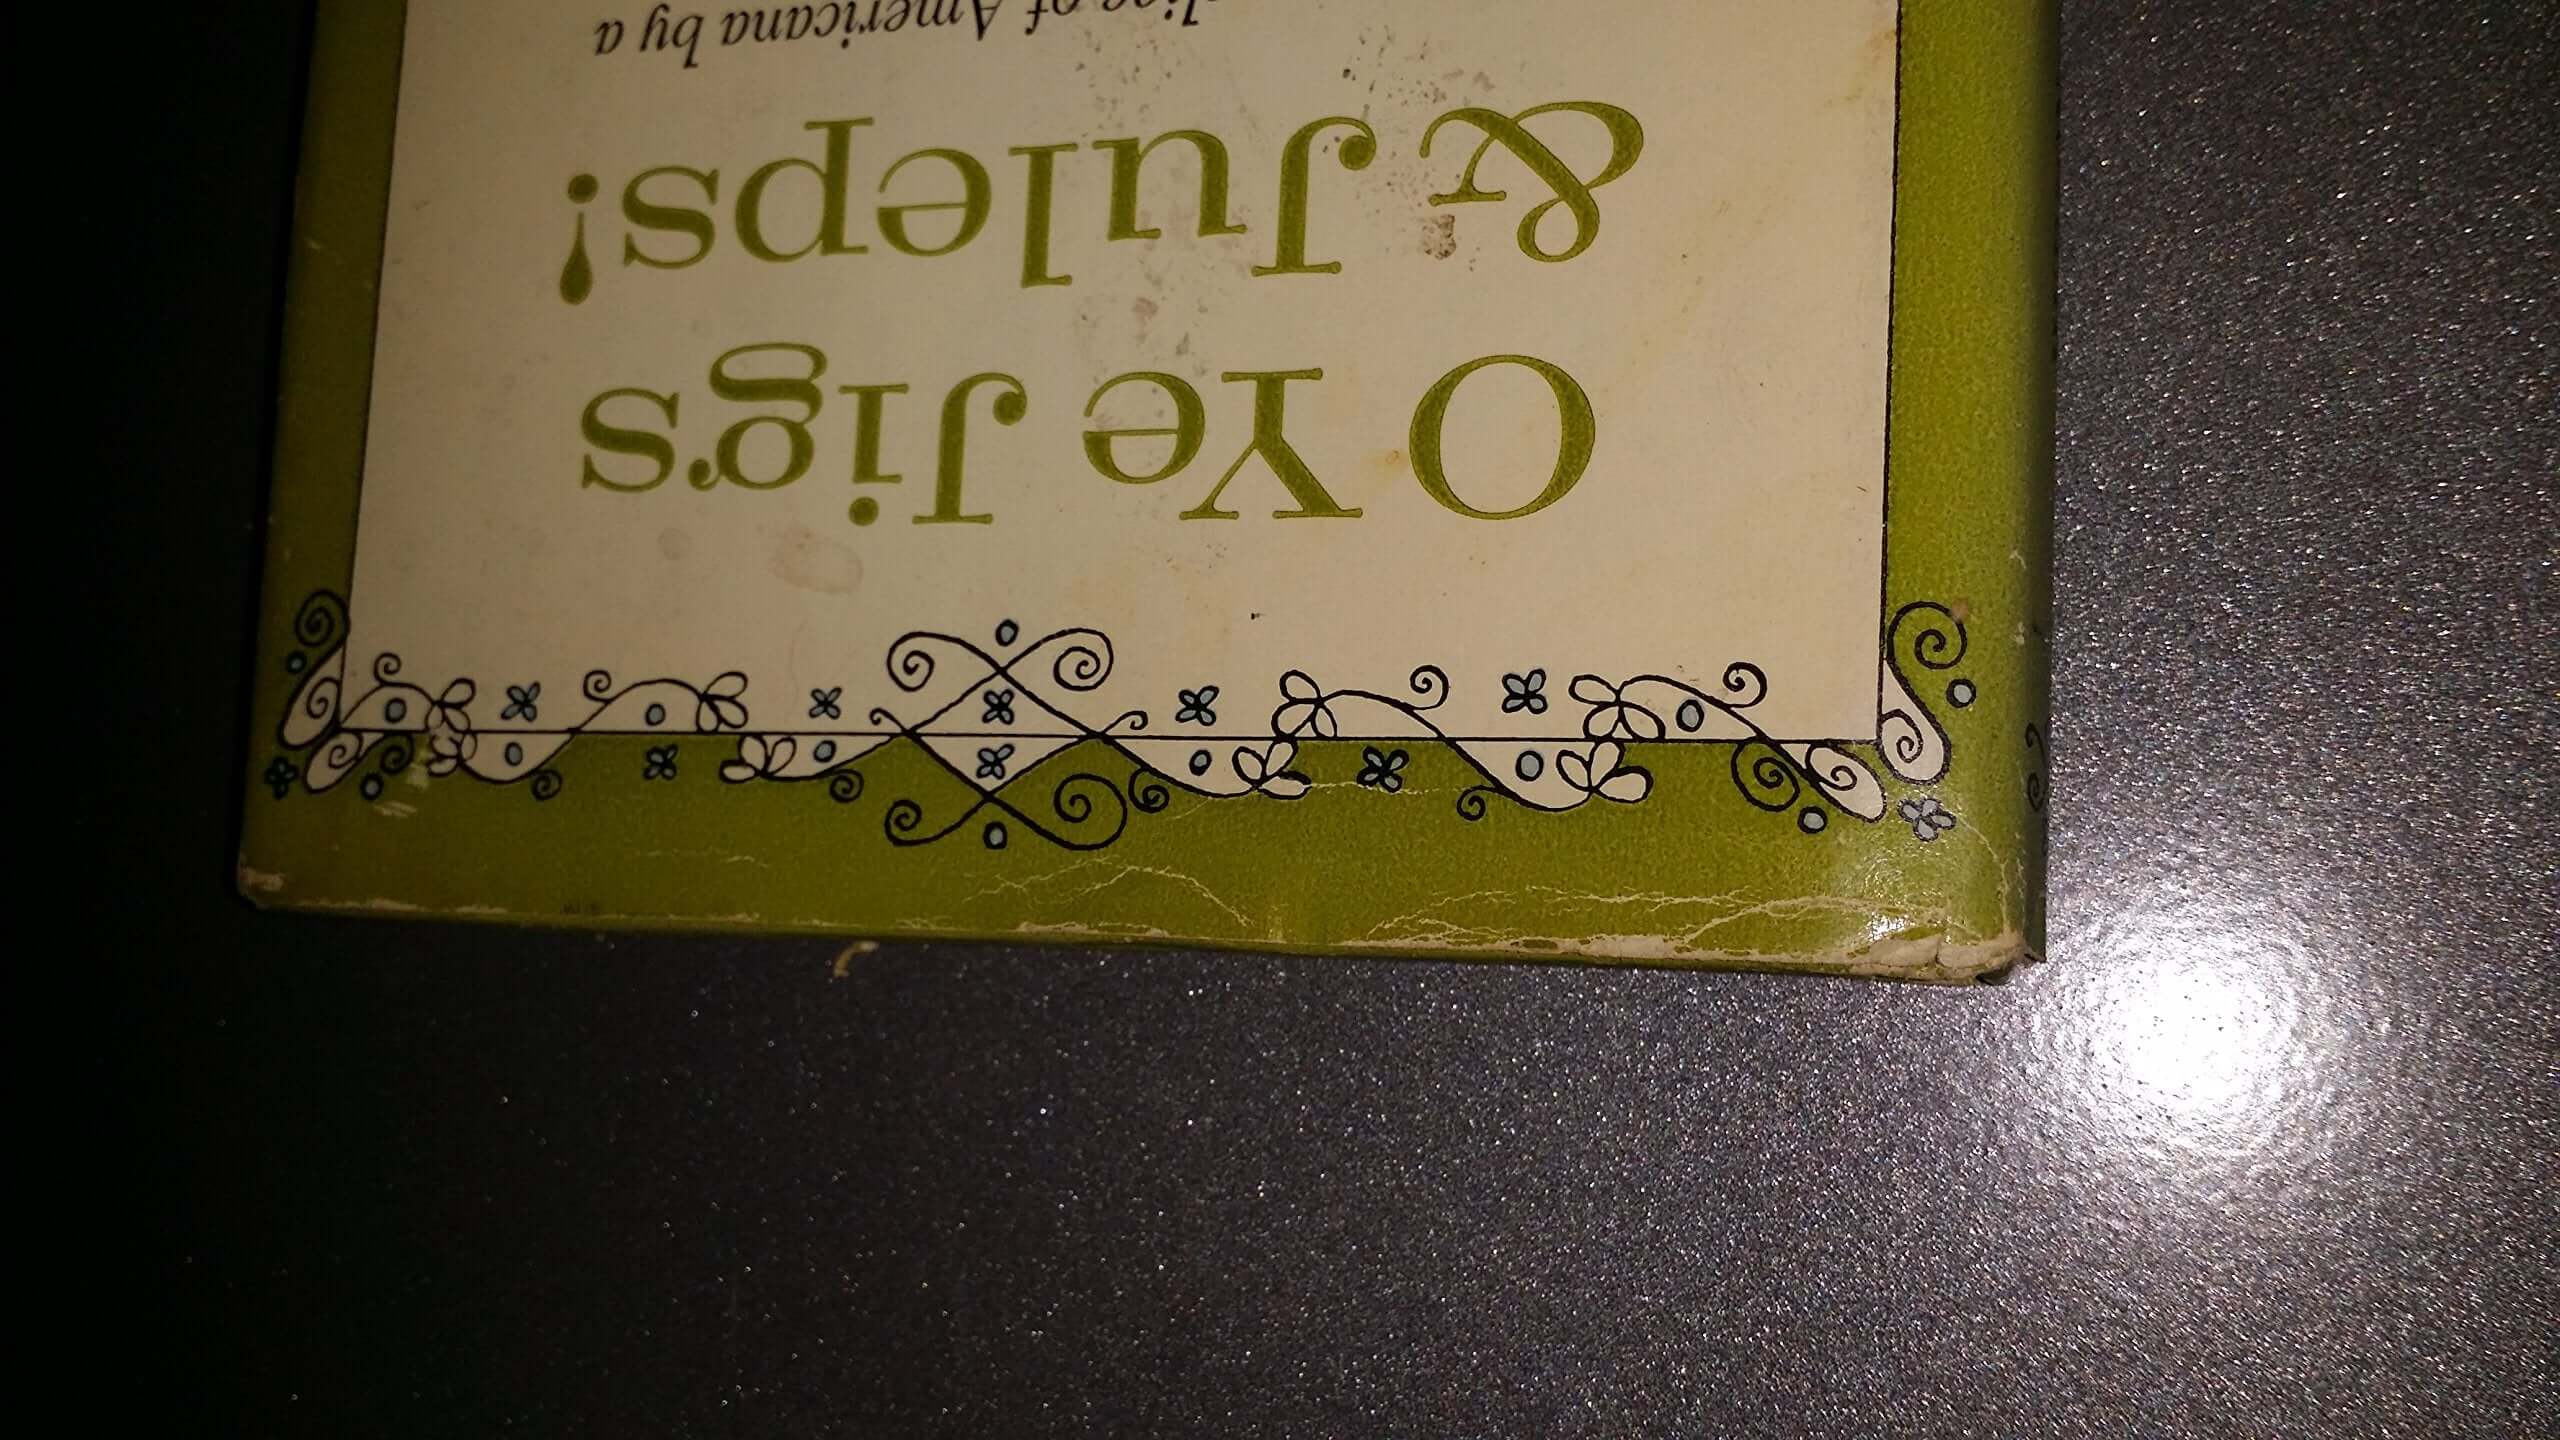 O Ye Jigs
& Juleps!
of Americana by a